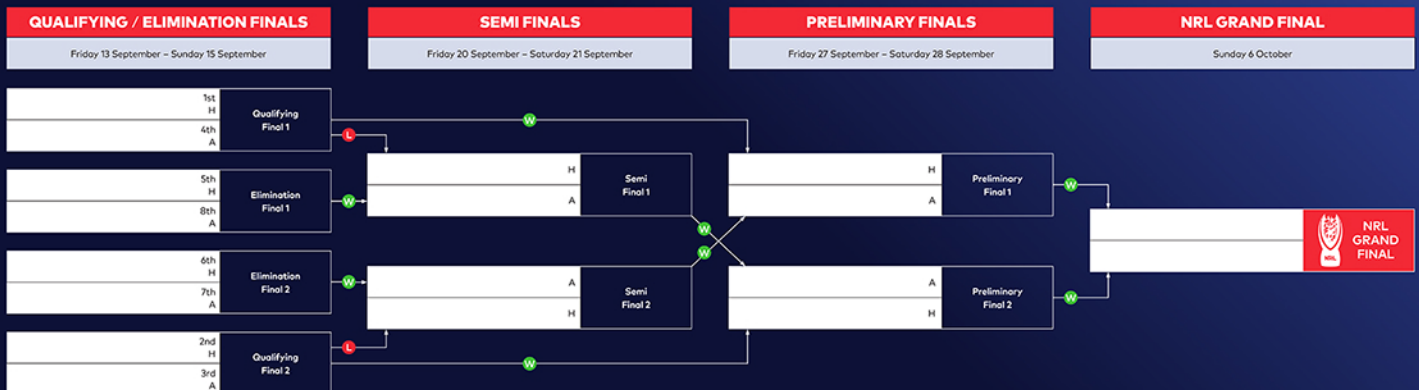 QUALIFYING / ELIMINATION FINALS
Friday 13 September – Sunday 15 September
SEMI FINALS
Friday 20 September – Saturday 21 September
PRELIMINARY FINALS
Friday 27 September – Saturday 28 September
NRL GRAND FINAL
Sunday 6 October
1st
H
4th
A
Qualifying
Final 1
W
L
5th
H
8th
A
Elimination
Final 1
W
6th
H
7th
A
Elimination
Final 2
W
2nd
H
3rd
A
Qualifying
Final 2
L
W
H
A
Semi
Final 1
W
A
H
Semi
Final 2
W
H
A
Preliminary
Final 1
W
A
H
Preliminary
Final 2
W
NRL
NRL
GRAND
FINAL